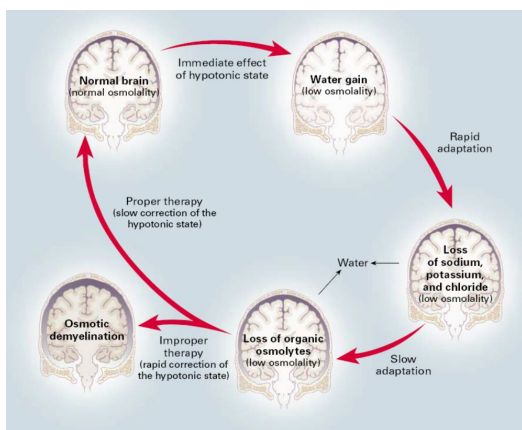 Normal brain
(normal osmolality)
Immediate effect
of hypotonic state
Water gain
(low osmolality)
Rapid
adaptation
Loss
of sodium,
potassium,
and chloride
(low osmolality)
Water
Slow
adaptation
Loss of organic
osmolytes
(low osmolality)
Proper therapy
(slow correction of the
hypotonic state)
Improper
therapy
(rapid correction of
the hypotonic state)
Osmotic
demyelination